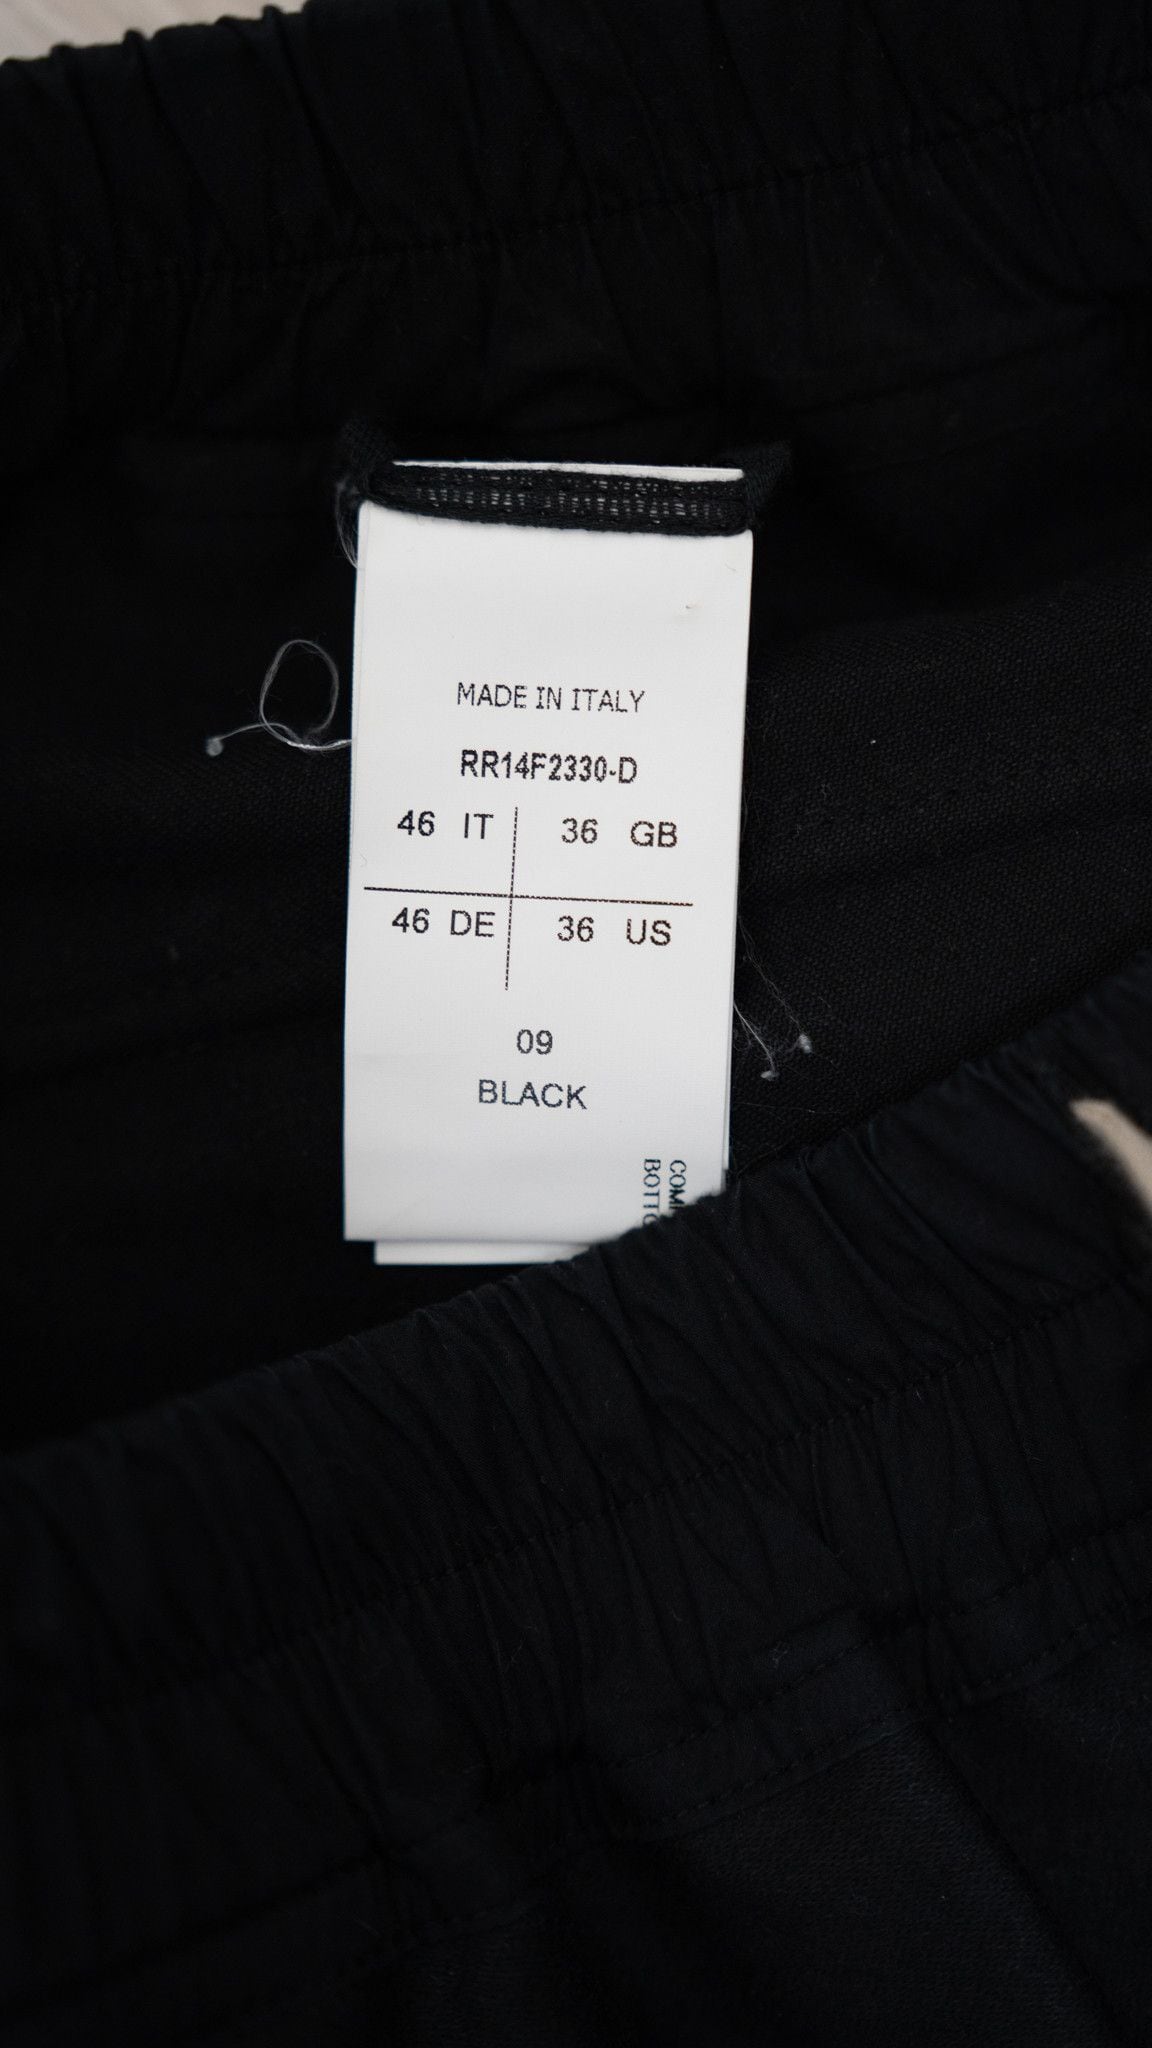 MADE IN ITALY
RR14F2330-D
46 IT 36 GB
46 DE 36 US
09
BLACK